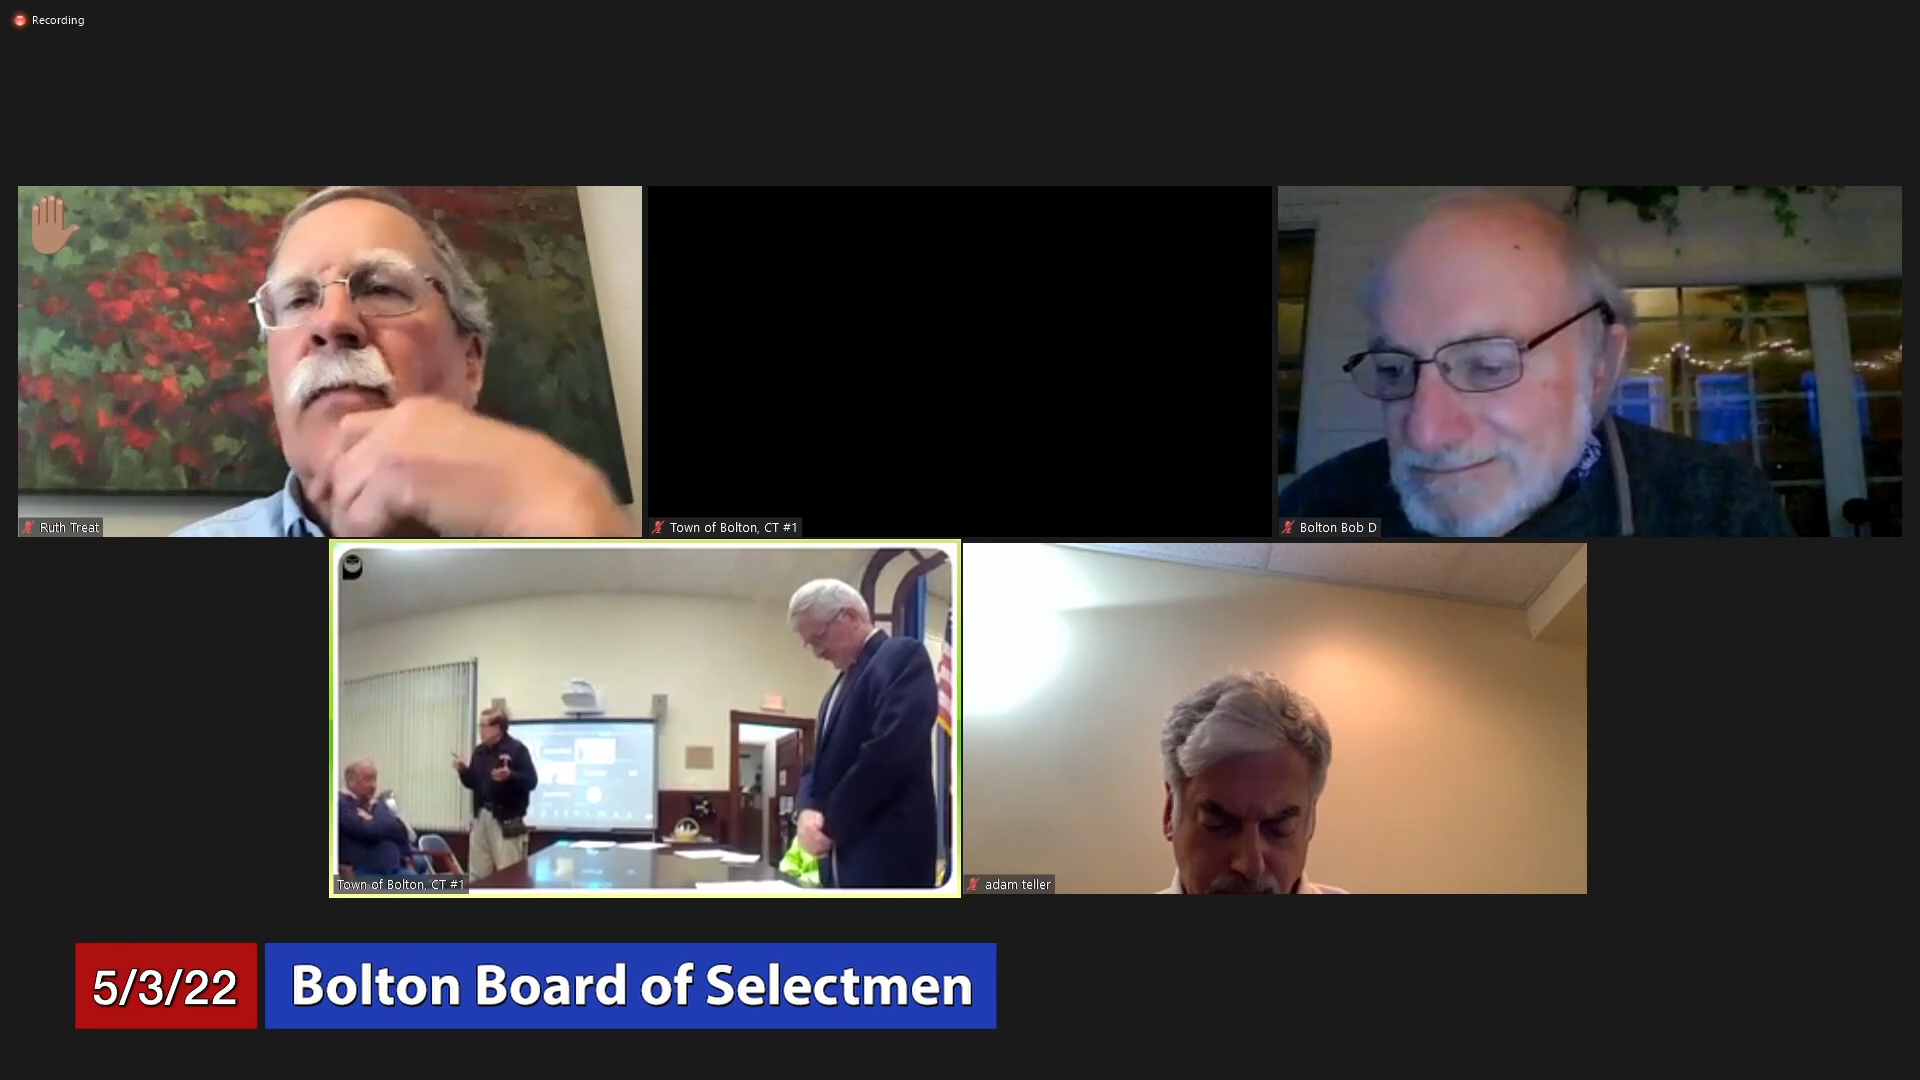 Recording
Ruth Treat
Town of Bolton, CT #1
Bolton Bob D
Town of Bolton, CT #1
adam teller
5/3/22
Bolton Board of Selectmen